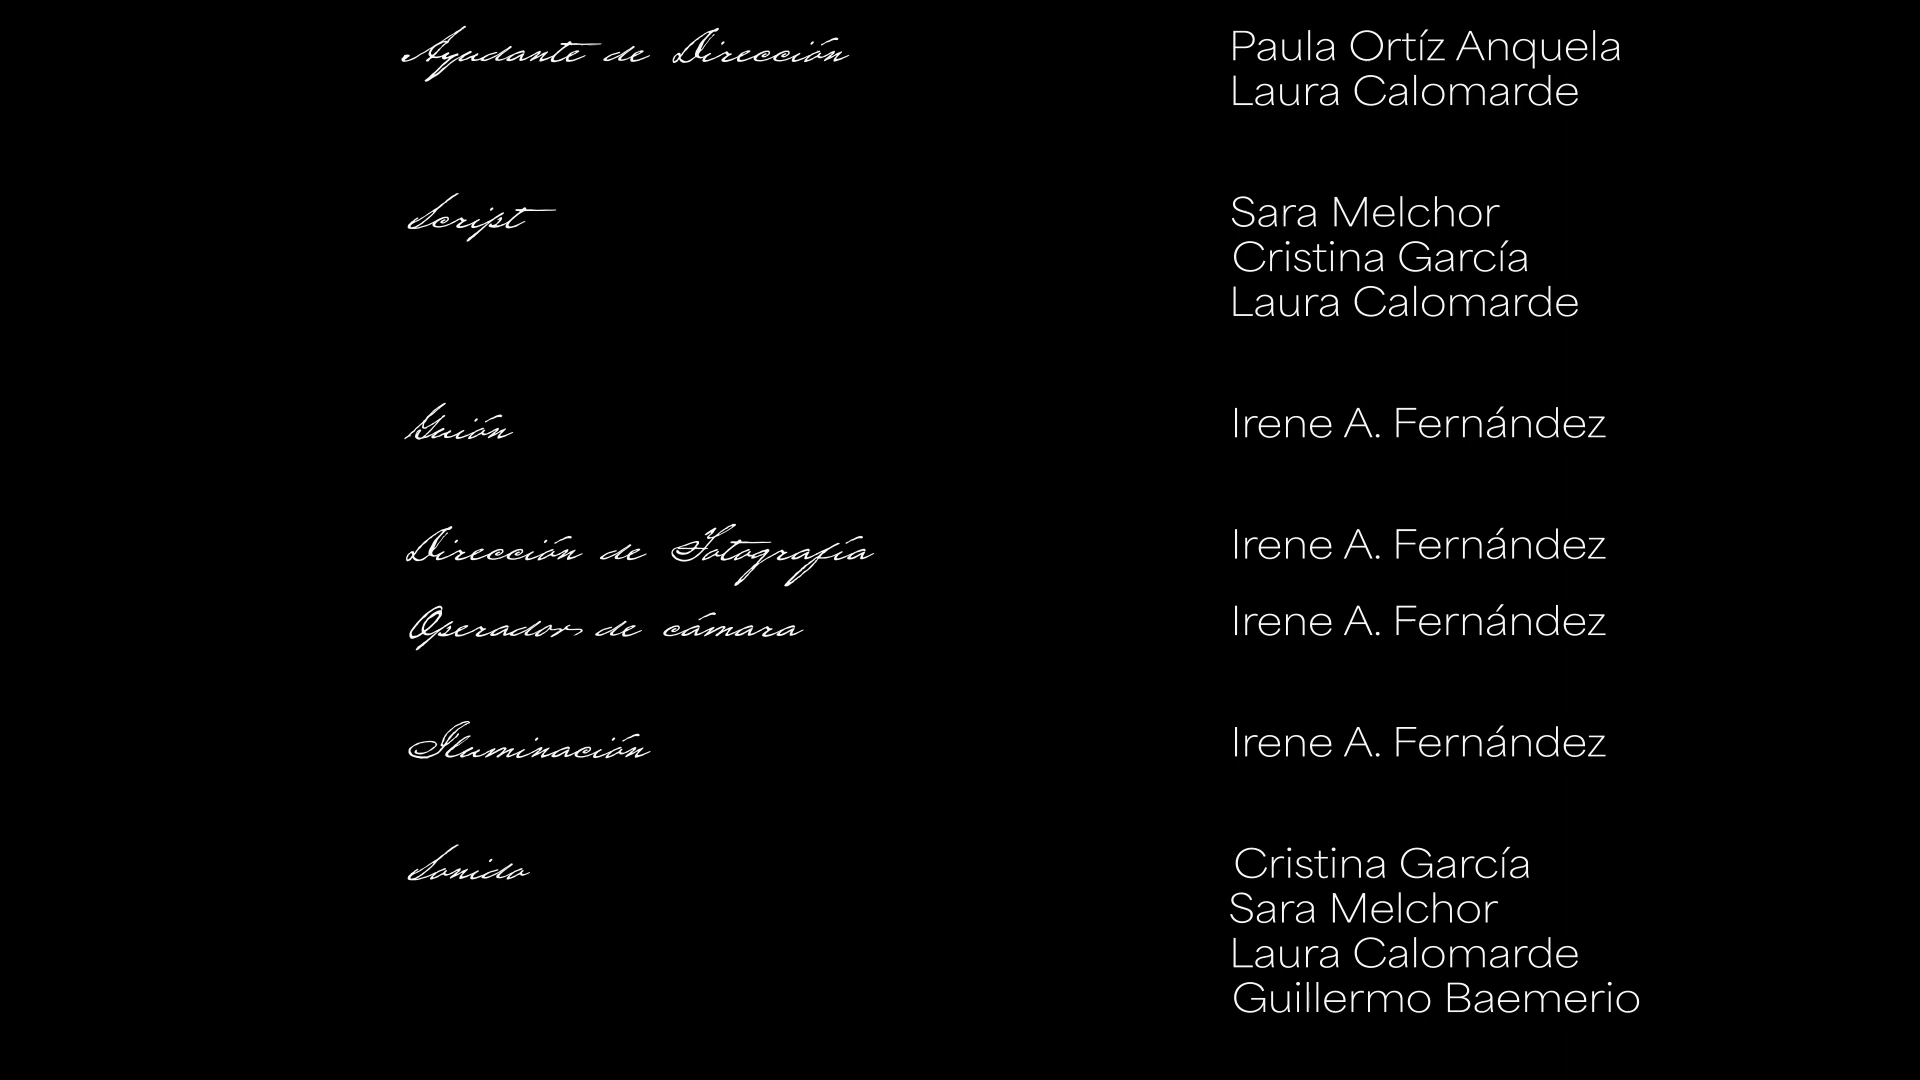 Ayudante de Dirección Paula Ortíz Anquela
Laura Calomarde
Script Sara Melchor
Cristina García
Laura Calomarde
Guión Irene A. Fernández
Dirección de Fotografía Irene A. Fernández
Operador de cámara Irene A. Fernández
Iluminación Irene A. Fernández
Sonido Cristina García
Sara Melchor
Laura Calomarde
Guillermo Baemerio